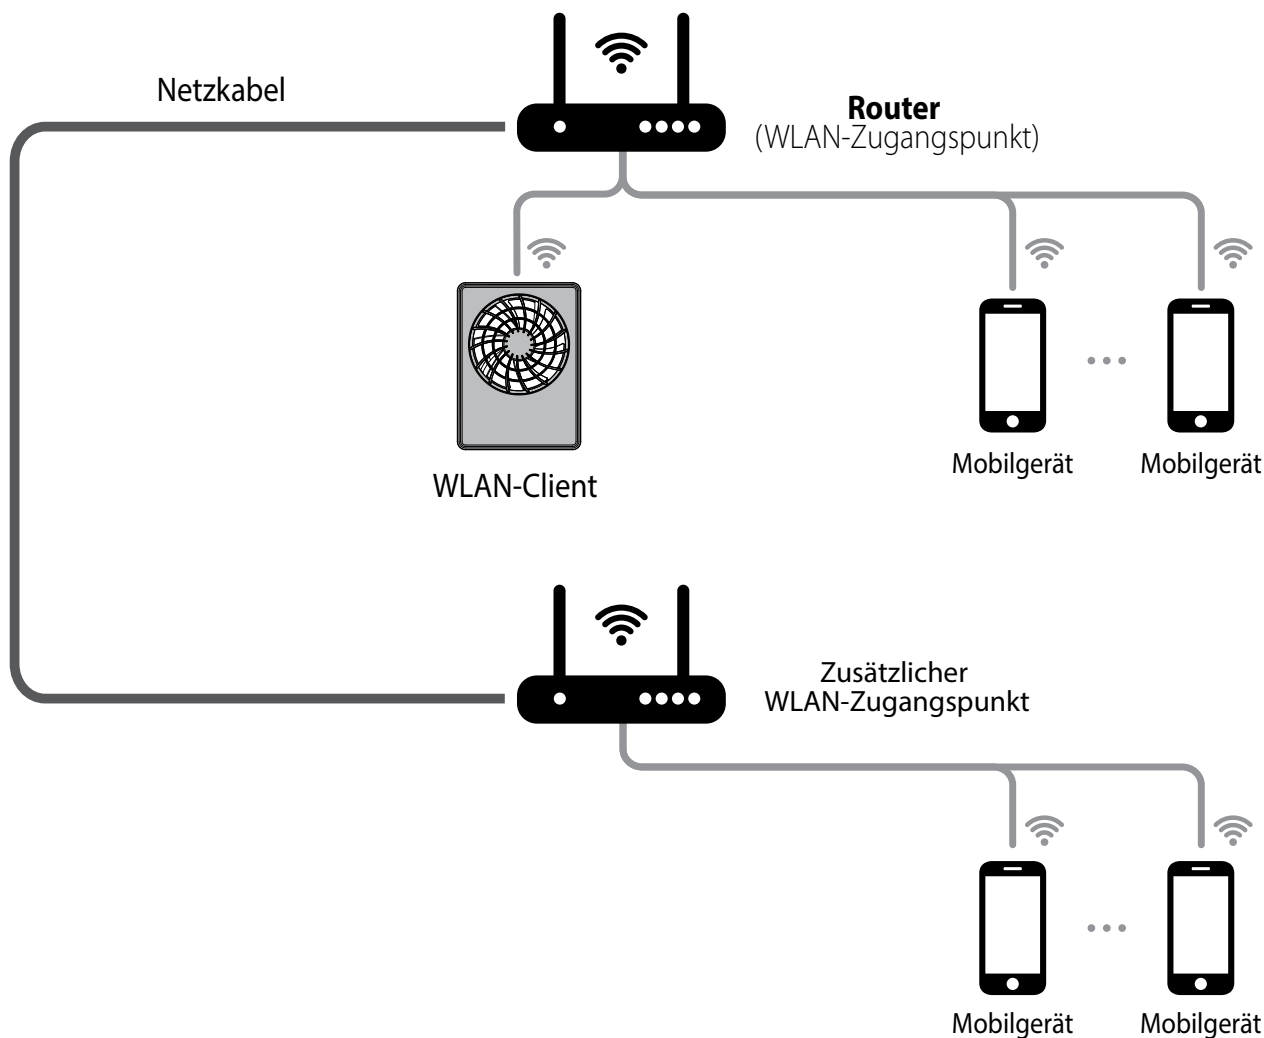 Netzkabel
Router
(WLAN-Zugangspunkt)
WLAN-Client
Mobilgerät
Mobilgerät
Zusätzlicher
WLAN-Zugangspunkt
Mobilgerät
Mobilgerät